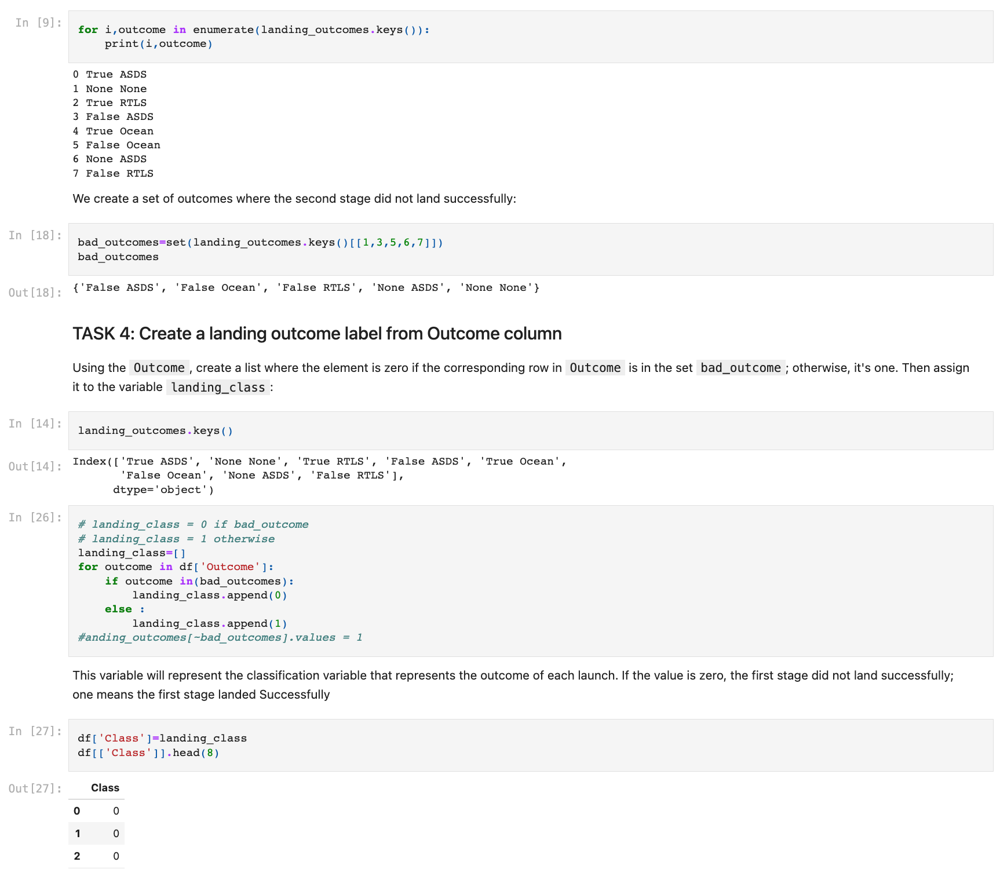 In [9]:
for i,outcome in enumerate(landing_outcomes.keys()):
    print(i,outcome)
0 True ASDS
1 None None
2 True RTLS
3 False ASDS
4 True Ocean
5 False Ocean
6 None ASDS
7 False RTLS
We create a set of outcomes where the second stage did not land successfully:
In [18]:
bad_outcomes=set(landing_outcomes.keys()[[1,3,5,6,7]])
bad_outcomes
Out[18]:
{'False ASDS', 'False Ocean', 'False RTLS', 'None ASDS', 'None None'}
TASK 4: Create a landing outcome label from Outcome column
Using the Outcome , create a list where the element is zero if the corresponding row in Outcome is in the set bad_outcome ; otherwise, it's one. Then assign
it to the variable landing_class :
In [14]:
landing_outcomes.keys()
Out[14]:
Index(['True ASDS', 'None None', 'True RTLS', 'False ASDS', 'True Ocean',
       'False Ocean', 'None ASDS', 'False RTLS'],
      dtype='object')
In [26]:
# landing_class = 0 if bad_outcome
# landing_class = 1 otherwise
landing_class=[]
for outcome in df['Outcome']:
    if outcome in(bad_outcomes):
        landing_class.append(0)
    else :
        landing_class.append(1)
#anding_outcomes[~bad_outcomes].values = 1
This variable will represent the classification variable that represents the outcome of each launch. If the value is zero, the first stage did not land successfully;
one means the first stage landed Successfully
In [27]:
df['Class']=landing_class
df[['Class']].head(8)
Out[27]:
Class
0 0
1 0
2 0